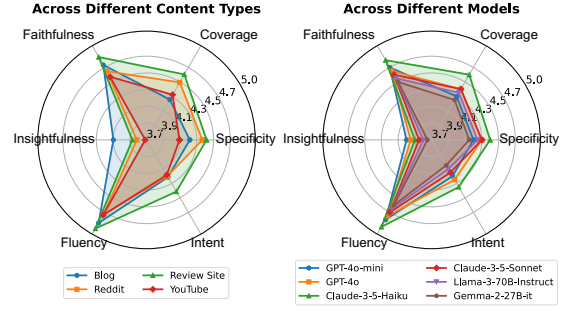 Across Different Content Types
Faithfulness
Coverage
Insightfulness
Specificity
Fluency
Intent
3.7
3.9
4.1
4.3
4.5
4.7
5.0
Blog
Reddit
Review Site
YouTube
Across Different Models
Faithfulness
Coverage
Insightfulness
Specificity
Fluency
Intent
3.7
3.9
4.1
4.3
4.5
4.7
5.0
GPT-4o-mini
GPT-4o
Claude-3-5-Haiku
Claude-3-5-Sonnet
Llama-3-70B-Instruct
Gemma-2-27B-it